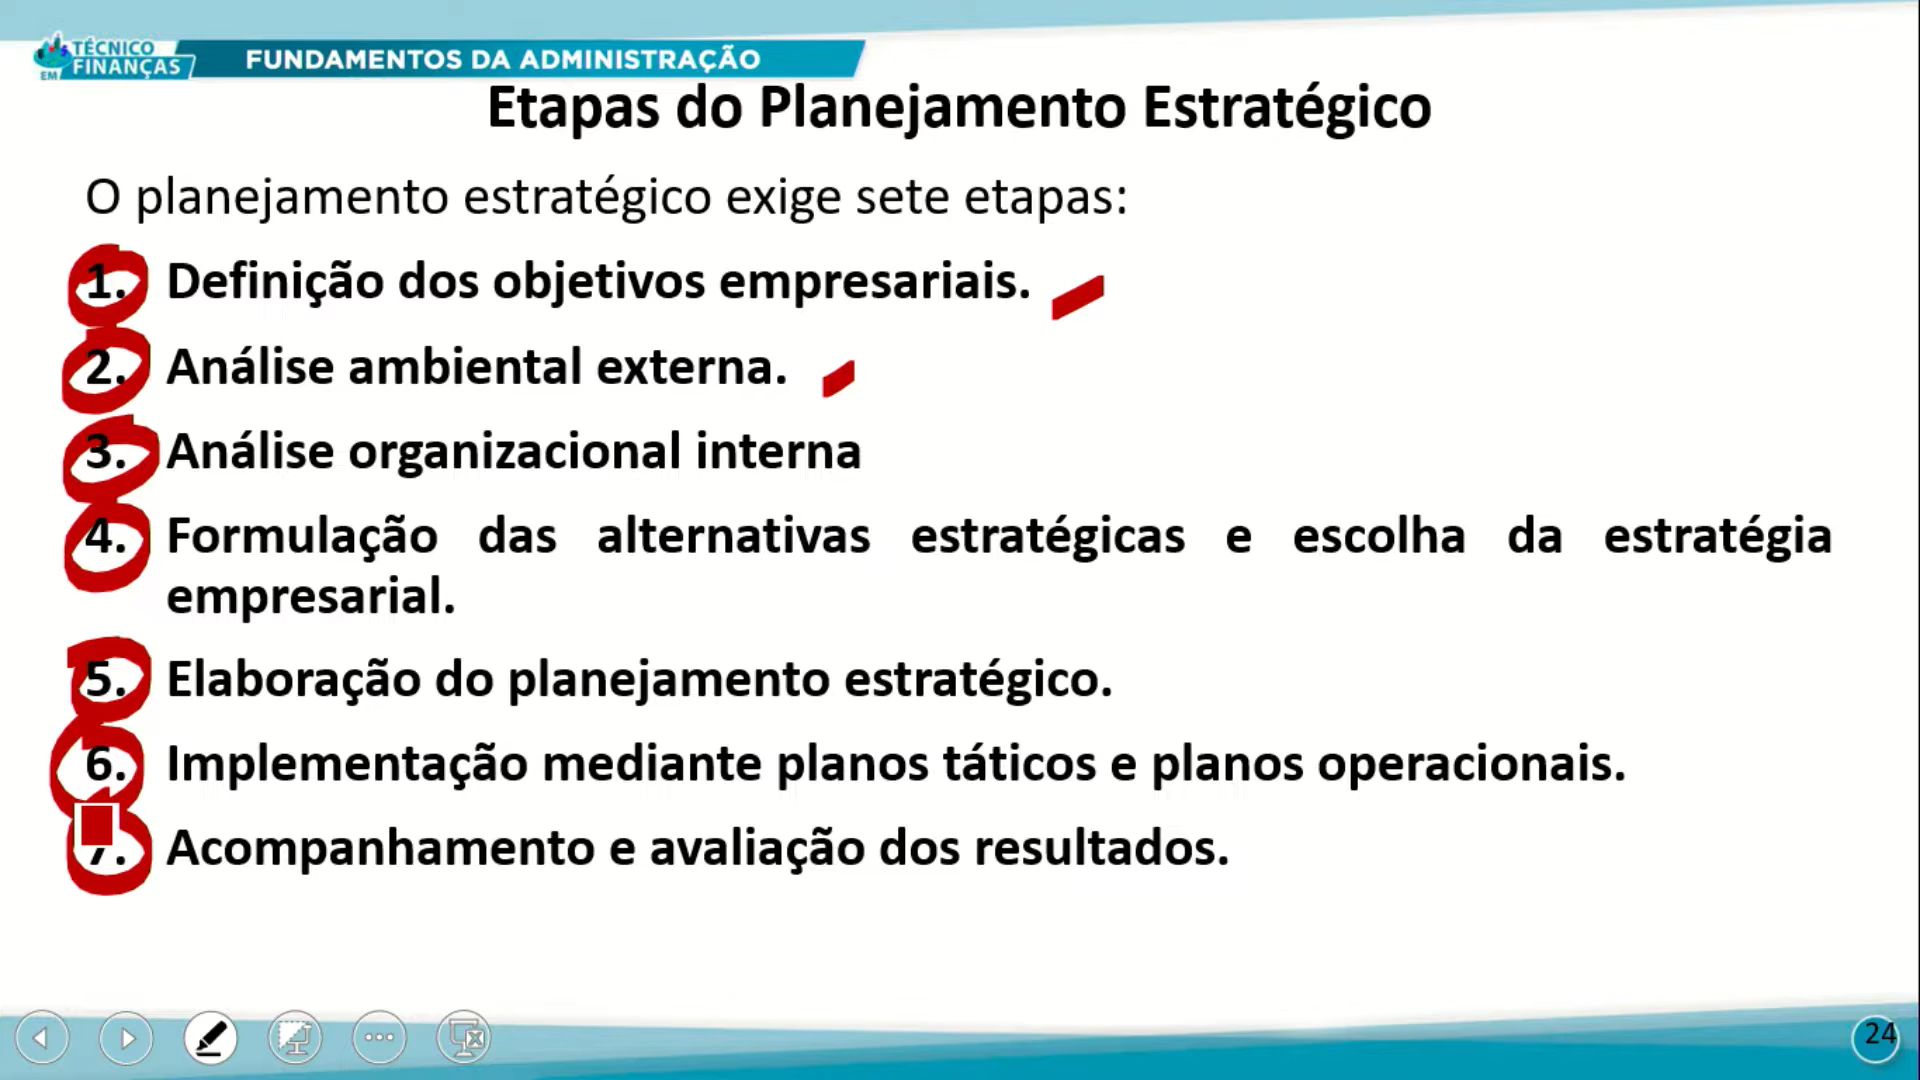 TÉCNICO
EM FINANÇAS
FUNDAMENTOS DA ADMINISTRAÇÃO
Etapas do Planejamento Estratégico
O planejamento estratégico exige sete etapas:
1. Definição dos objetivos empresariais.
2. Análise ambiental externa.
3. Análise organizacional interna
4. Formulação das alternativas estratégicas e escolha da estratégia
empresarial.
5. Elaboração do planejamento estratégico.
6. Implementação mediante planos táticos e planos operacionais.
7. Acompanhamento e avaliação dos resultados.
24